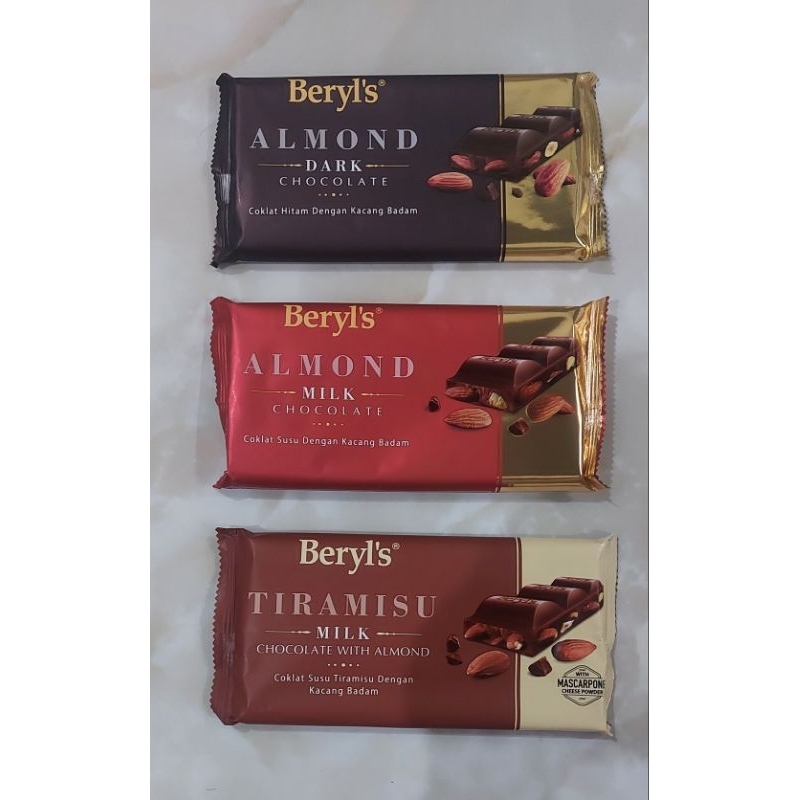 Beryl's®
ALMOND
DARK
CHOCOLATE
Coklat Hitam Dengan Kacang Badam
Beryl's®
ALMOND
MILK
CHOCOLATE
Coklat Susu Dengan Kacang Badam
Beryl's®
TIRAMISU
MILK
CHOCOLATE WITH ALMOND
Coklat Susu Tiramisu Dengan
Kacang Badam
WITH
MASCARPONE
CHEESE POWDER